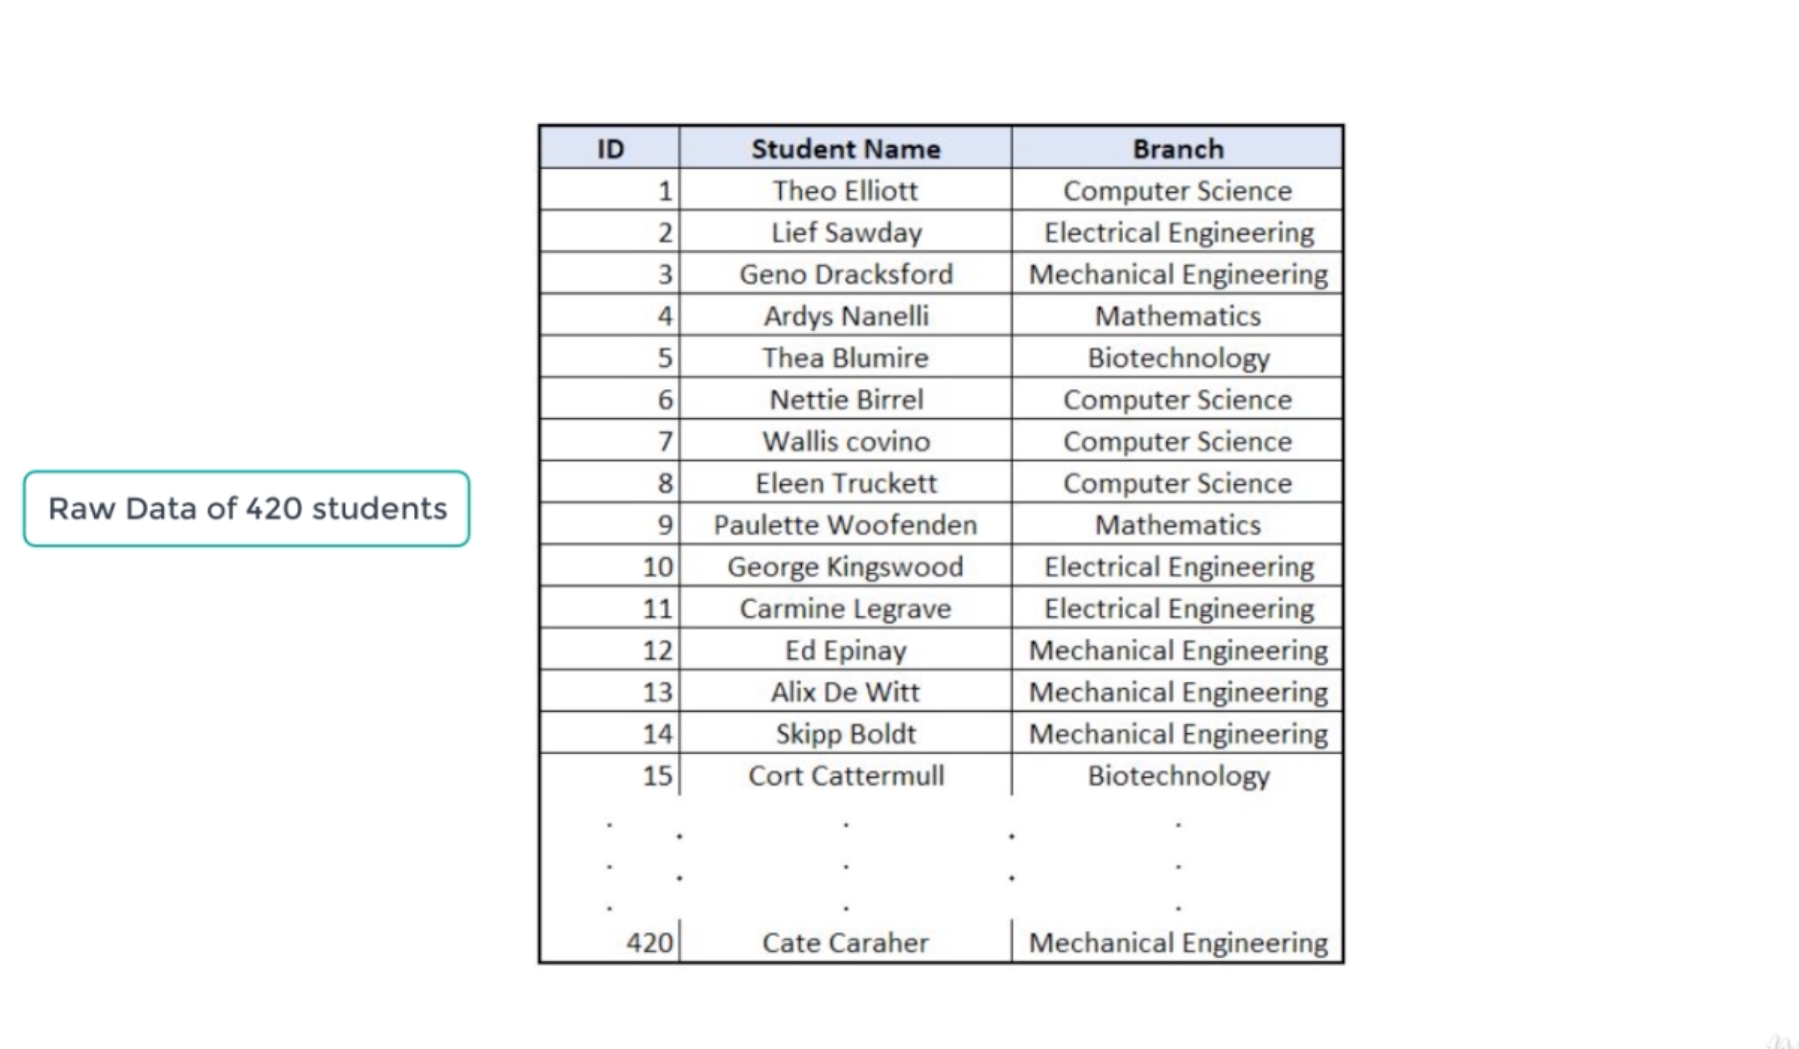 ID Student Name Branch
1 Theo Elliott Computer Science
2 Lief Sawday Electrical Engineering
3 Geno Dracksford Mechanical Engineering
4 Ardys Nanelli Mathematics
5 Thea Blumire Biotechnology
6 Nettie Birrel Computer Science
7 Wallis covino Computer Science
8 Eleen Truckett Computer Science
Raw Data of 420 students
9 Paulette Woofenden Mathematics
10 George Kingswood Electrical Engineering
11 Carmine Legrave Electrical Engineering
12 Ed Epinay Mechanical Engineering
13 Alix De Witt Mechanical Engineering
14 Skipp Boldt Mechanical Engineering
15 Cort Cattermull Biotechnology
. . . . .
. . . . .
. . .
420 Cate Caraher Mechanical Engineering